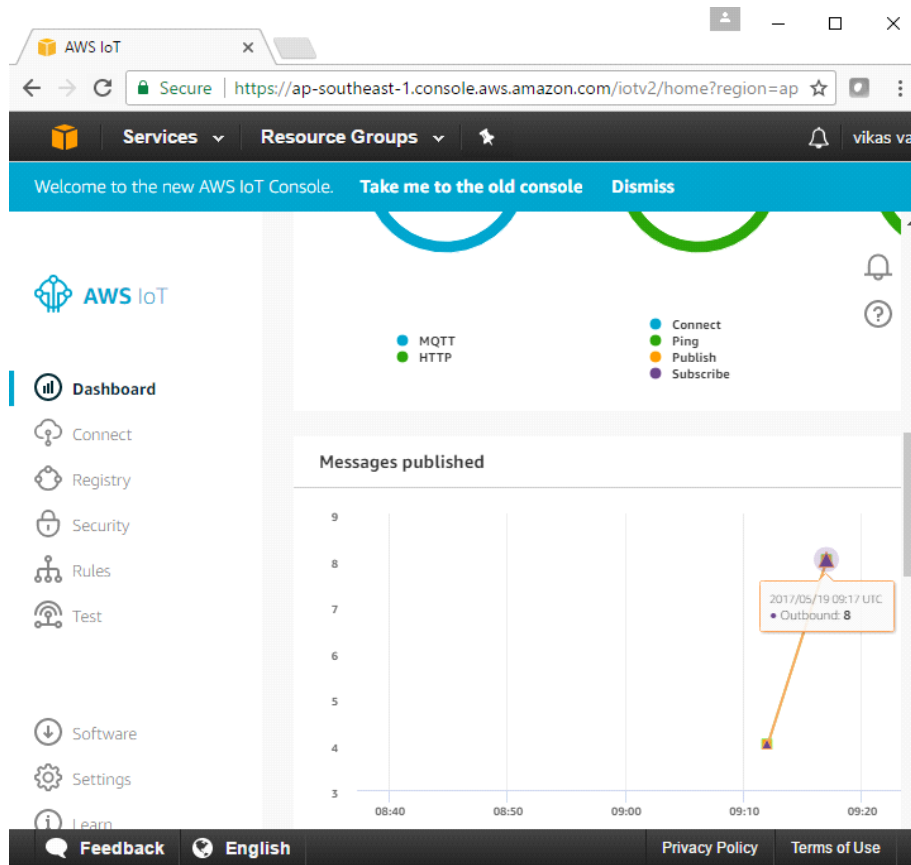 AWS IoT
Secure https://ap-southeast-1.console.aws.amazon.com/iotv2/home?region=ap
Services Resource Groups vikas va
Welcome to the new AWS IoT Console. Take me to the old console Dismiss
AWS IoT
Dashboard
Connect
Registry
Security
Rules
Test
Software
Settings
Learn
MQTT
HTTP
Connect
Ping
Publish
Subscribe
Messages published
9
8
7
6
5
4
3
2017/05/19 09:17 UTC
Outbound: 8
08:40 08:50 09:00 09:10 09:20
Feedback English Privacy Policy Terms of Use